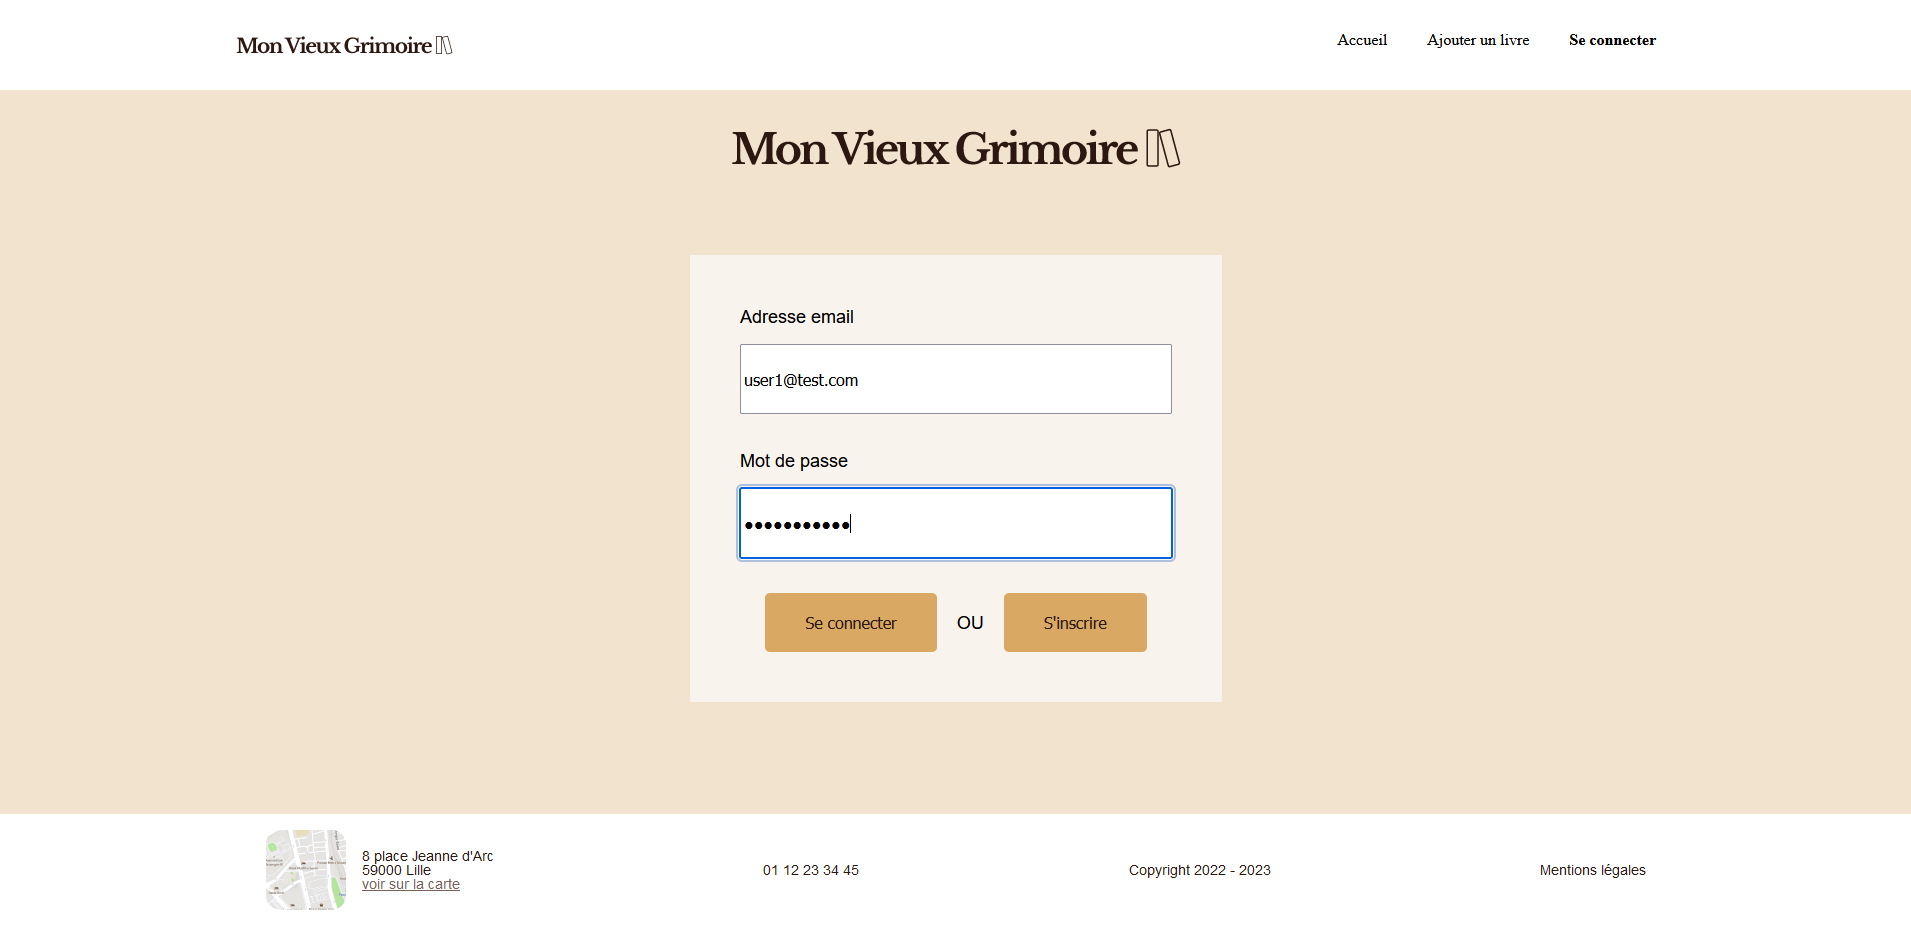 Mon Vieux Grimoire
Accueil
Ajouter un livre
Se connecter
Mon Vieux Grimoire
Adresse email
user1@test.com
Mot de passe
•••••••••••
Se connecter
OU
S'inscrire
8 place Jeanne d'Arc
59000 Lille
voir sur la carte
01 12 23 34 45
Copyright 2022 - 2023
Mentions légales